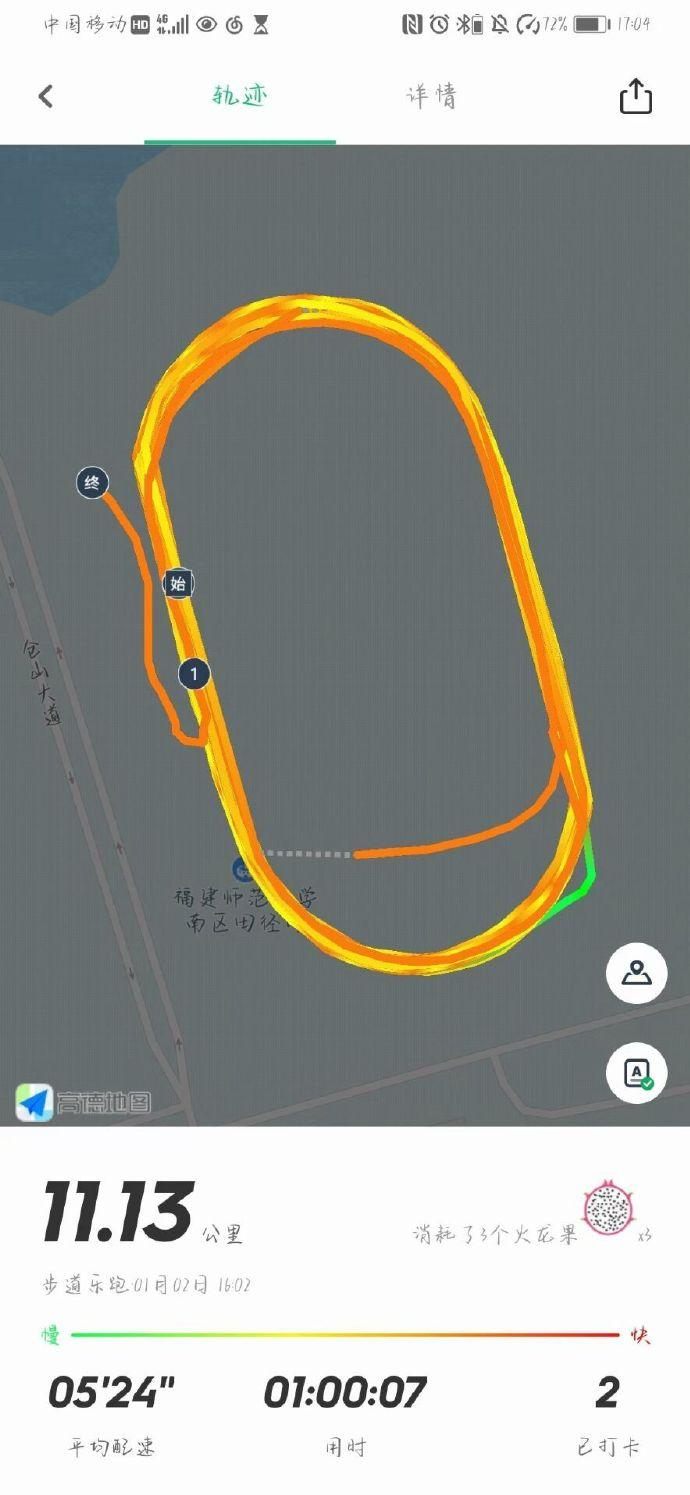 中国移动 HD 4G 72% 17:04
轨迹 详情
终
始
1
仓山大道
福建师范 学
南区田径
A
高德地图
11.13 公里 消耗了3个火龙果 x3
步道乐跑·01月02日 16:02
慢 快
05'24" 01:00:07 2
平均配速 用时 已打卡